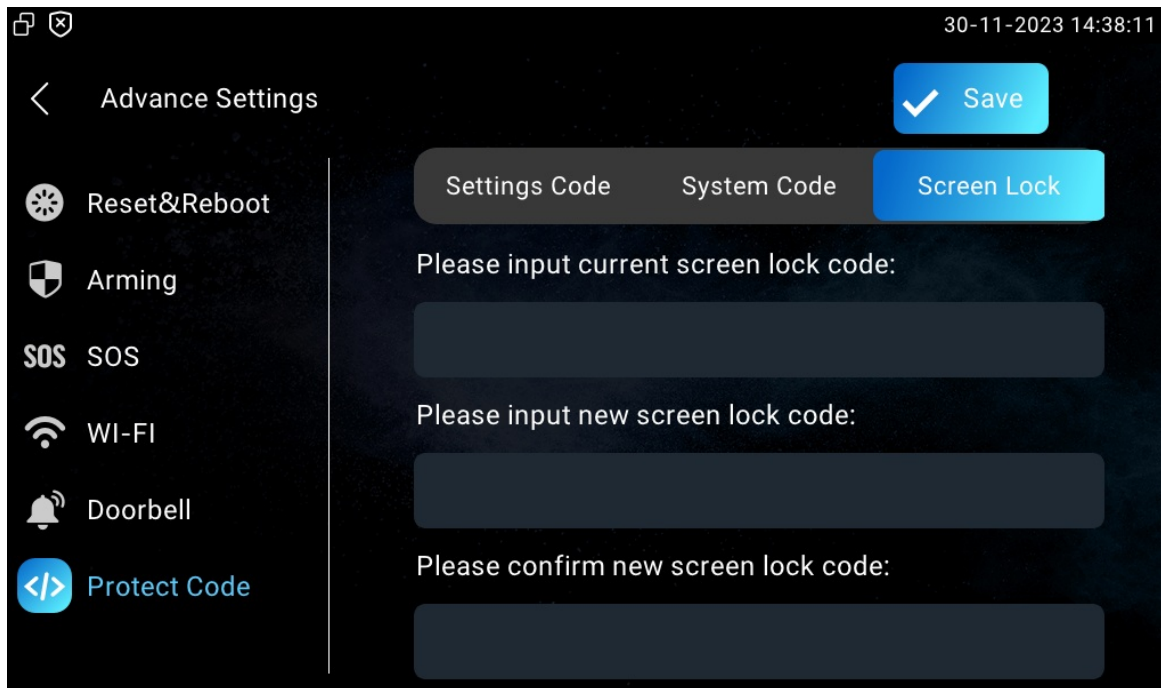 30-11-2023 14:38:11
Advance Settings
Save
Reset&Reboot
Arming
SOS SOS
WI-FI
Doorbell
</> Protect Code
Settings Code
System Code
Screen Lock
Please input current screen lock code:
Please input new screen lock code:
Please confirm new screen lock code: